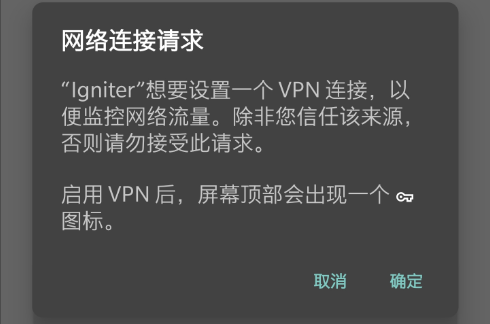 网络连接请求
“Igniter”想要设置一个 VPN 连接，以
便监控网络流量。除非您信任该来源，
否则请勿接受此请求。
启用 VPN 后，屏幕顶部会出现一个
图标。
取消 确定